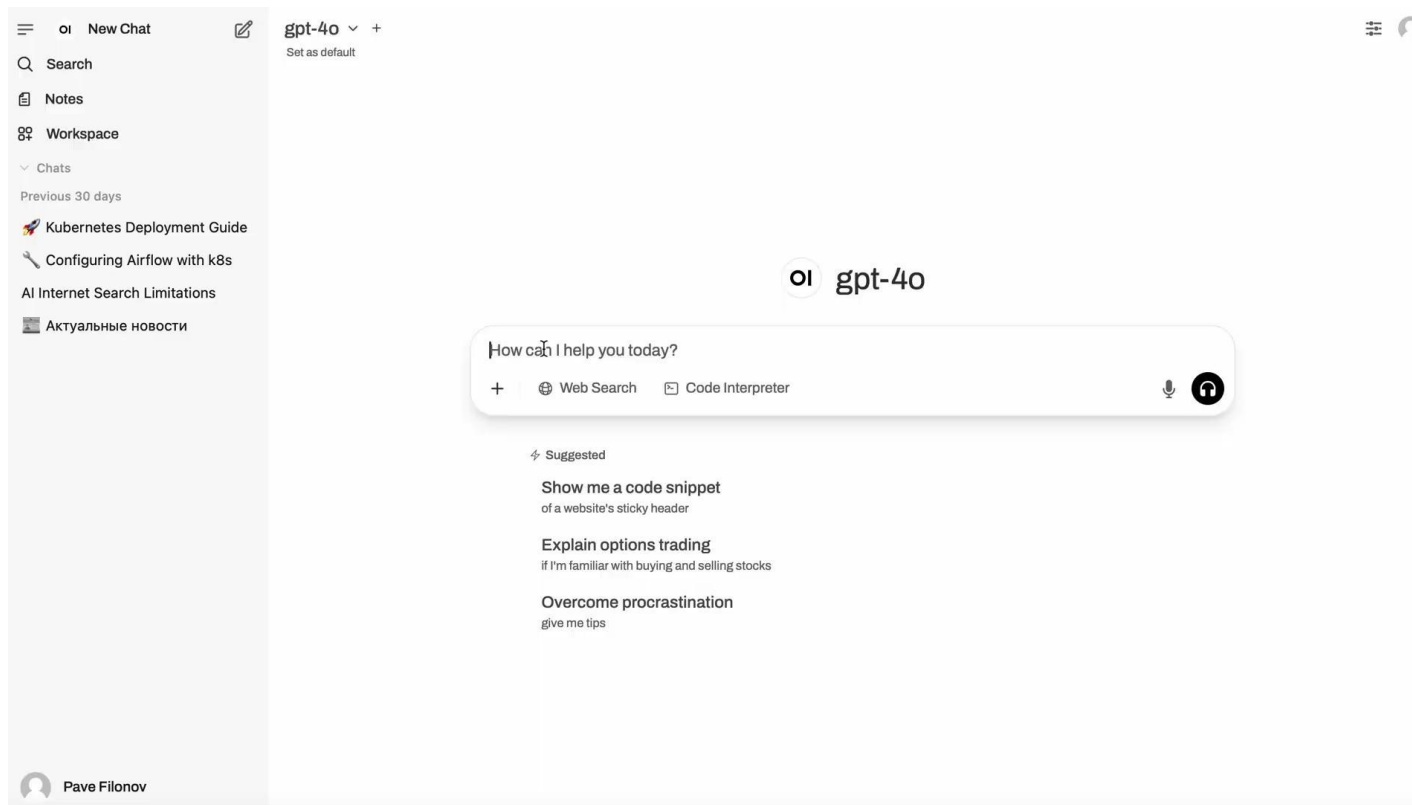 OI New Chat
Search
Notes
Workspace
Chats
Previous 30 days
🚀 Kubernetes Deployment Guide
🔧 Configuring Airflow with k8s
AI Internet Search Limitations
📰 Актуальные новости
Pave Filonov
gpt-4o
Set as default
OI gpt-4o
How can I help you today?
Web Search Code Interpreter
Suggested
Show me a code snippet
of a website's sticky header
Explain options trading
if I'm familiar with buying and selling stocks
Overcome procrastination
give me tips